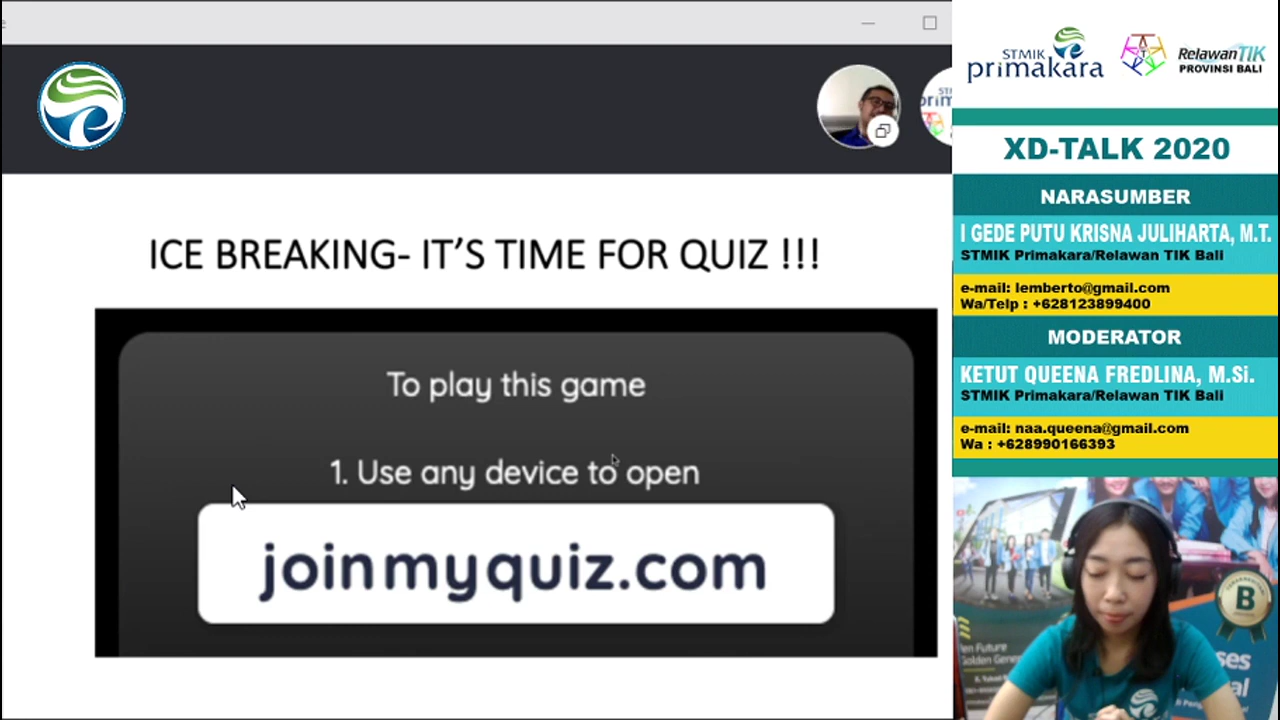 ICE BREAKING- IT'S TIME FOR QUIZ !!!
To play this game
1. Use any device to open
joinmyquiz.com
STMIK
primakara
RelawanTIK
PROVINSI BALI
XD-TALK 2020
NARASUMBER
I GEDE PUTU KRISNA JULIHARTA, M.T.
STMIK Primakara/Relawan TIK Bali
e-mail: lemberto@gmail.com
Wa/Telp : +628123899400
MODERATOR
KETUT QUEENA FREDLINA, M.Si.
STMIK Primakara/Relawan TIK Bali
e-mail: naa.queena@gmail.com
Wa : +628990166393
B